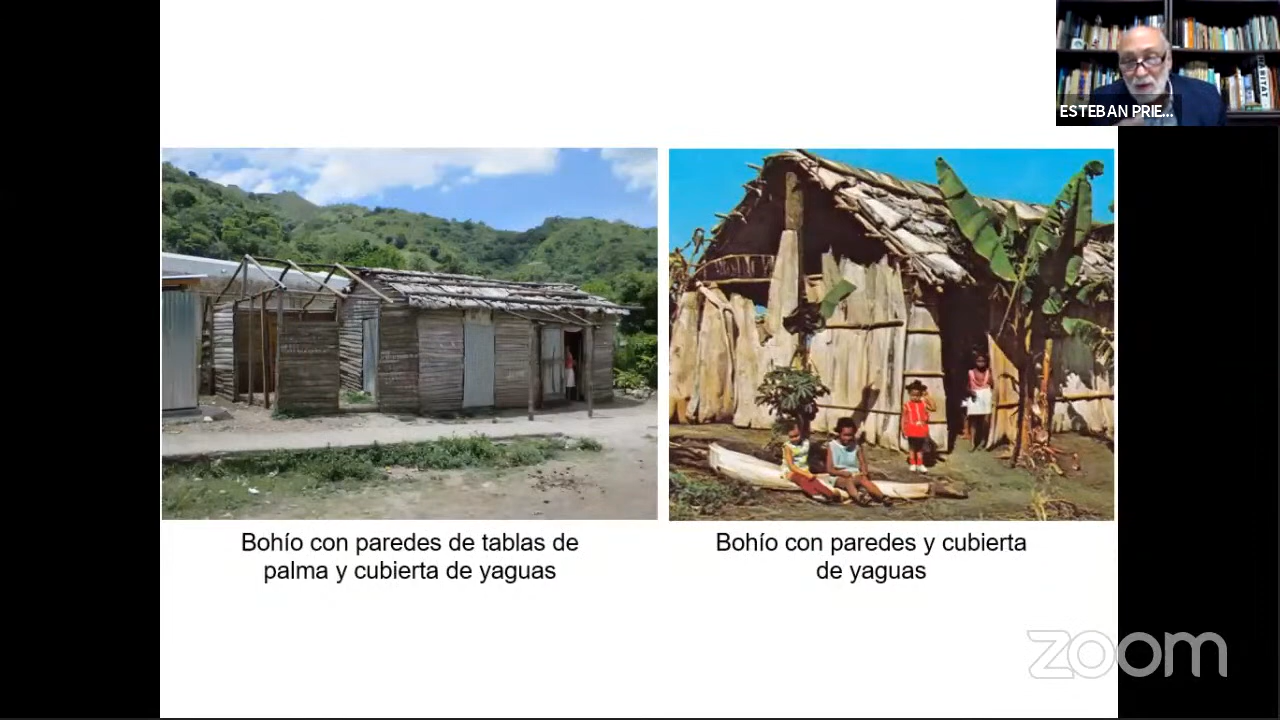 ESTEBAN PRIE...
Bohío con paredes de tablas de
palma y cubierta de yaguas
Bohío con paredes y cubierta
de yaguas
zoom